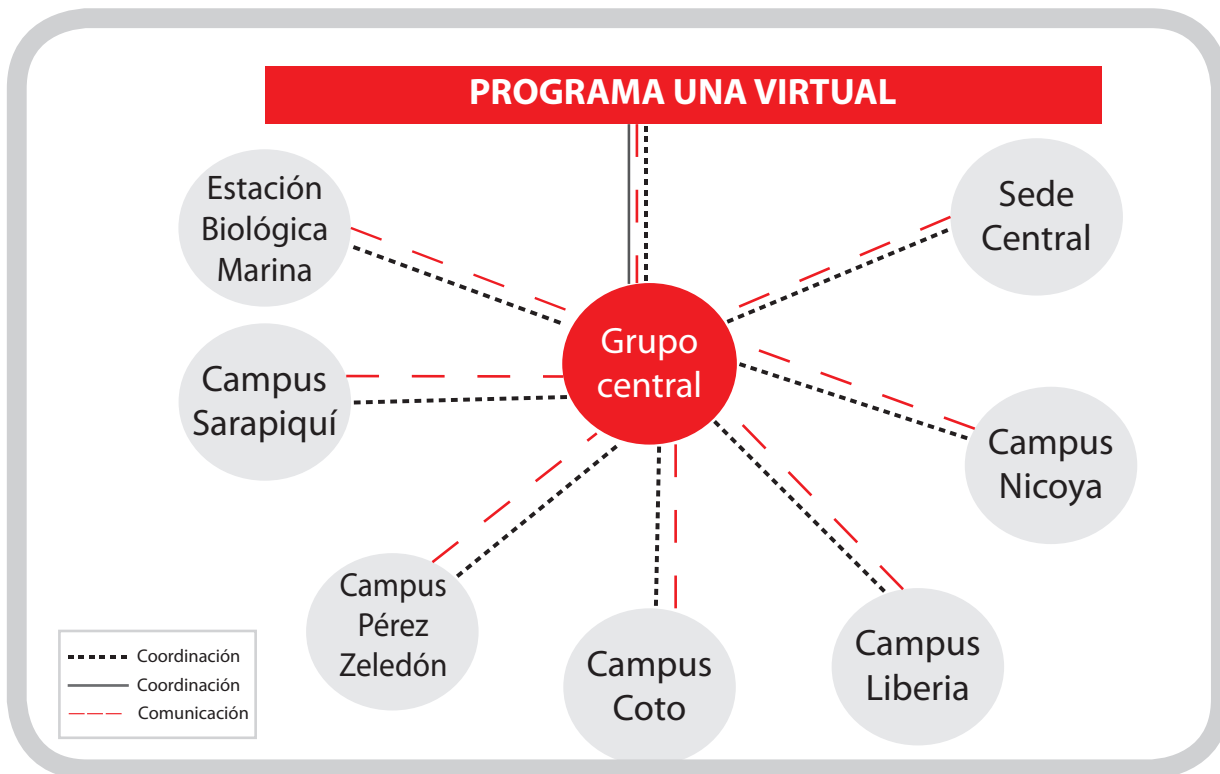 PROGRAMA UNA VIRTUAL
Estación
Biológica
Marina
Sede
Central
Grupo
central
Campus
Sarapiquí
Campus
Nicoya
Campus
Pérez
Zeledón
Campus
Coto
Campus
Liberia
Coordinación
Coordinación
Comunicación